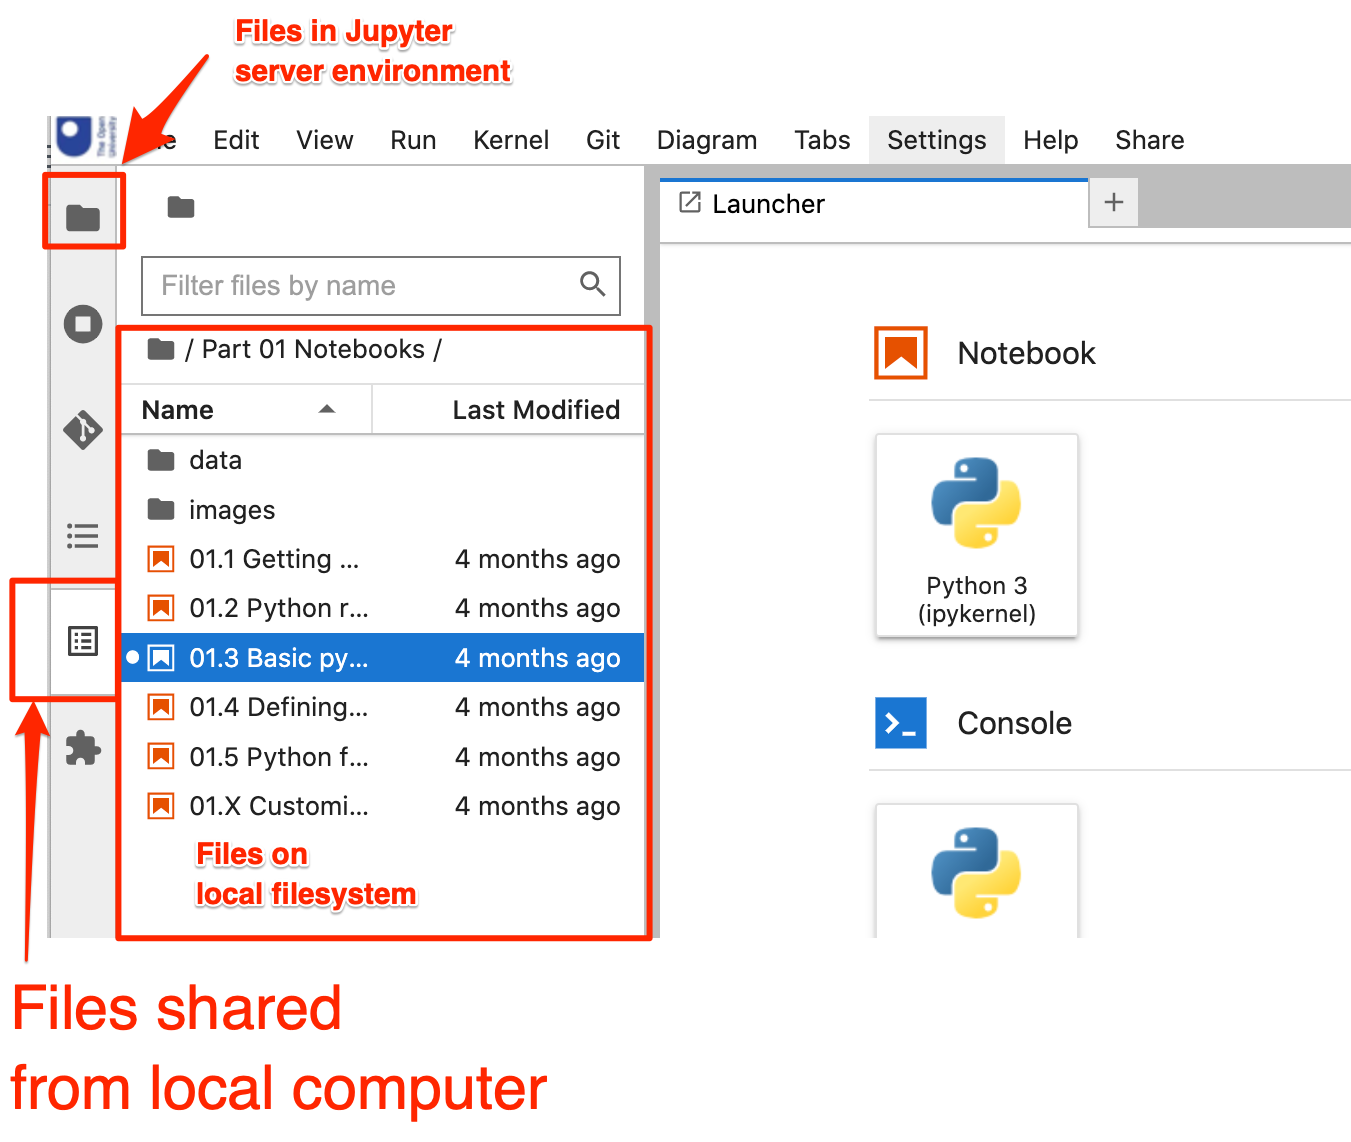 Files in Jupyter
server environment
The Open
University
Edit View Run Kernel Git Diagram Tabs Settings Help Share
Launcher
Filter files by name
/ Part 01 Notebooks /
Name Last Modified
data
images
01.1 Getting ... 4 months ago
01.2 Python r... 4 months ago
01.3 Basic py... 4 months ago
01.4 Defining... 4 months ago
01.5 Python f... 4 months ago
01.X Customi... 4 months ago
Files on
local filesystem
Notebook
Python 3
(ipykernel)
Console
Files shared
from local computer